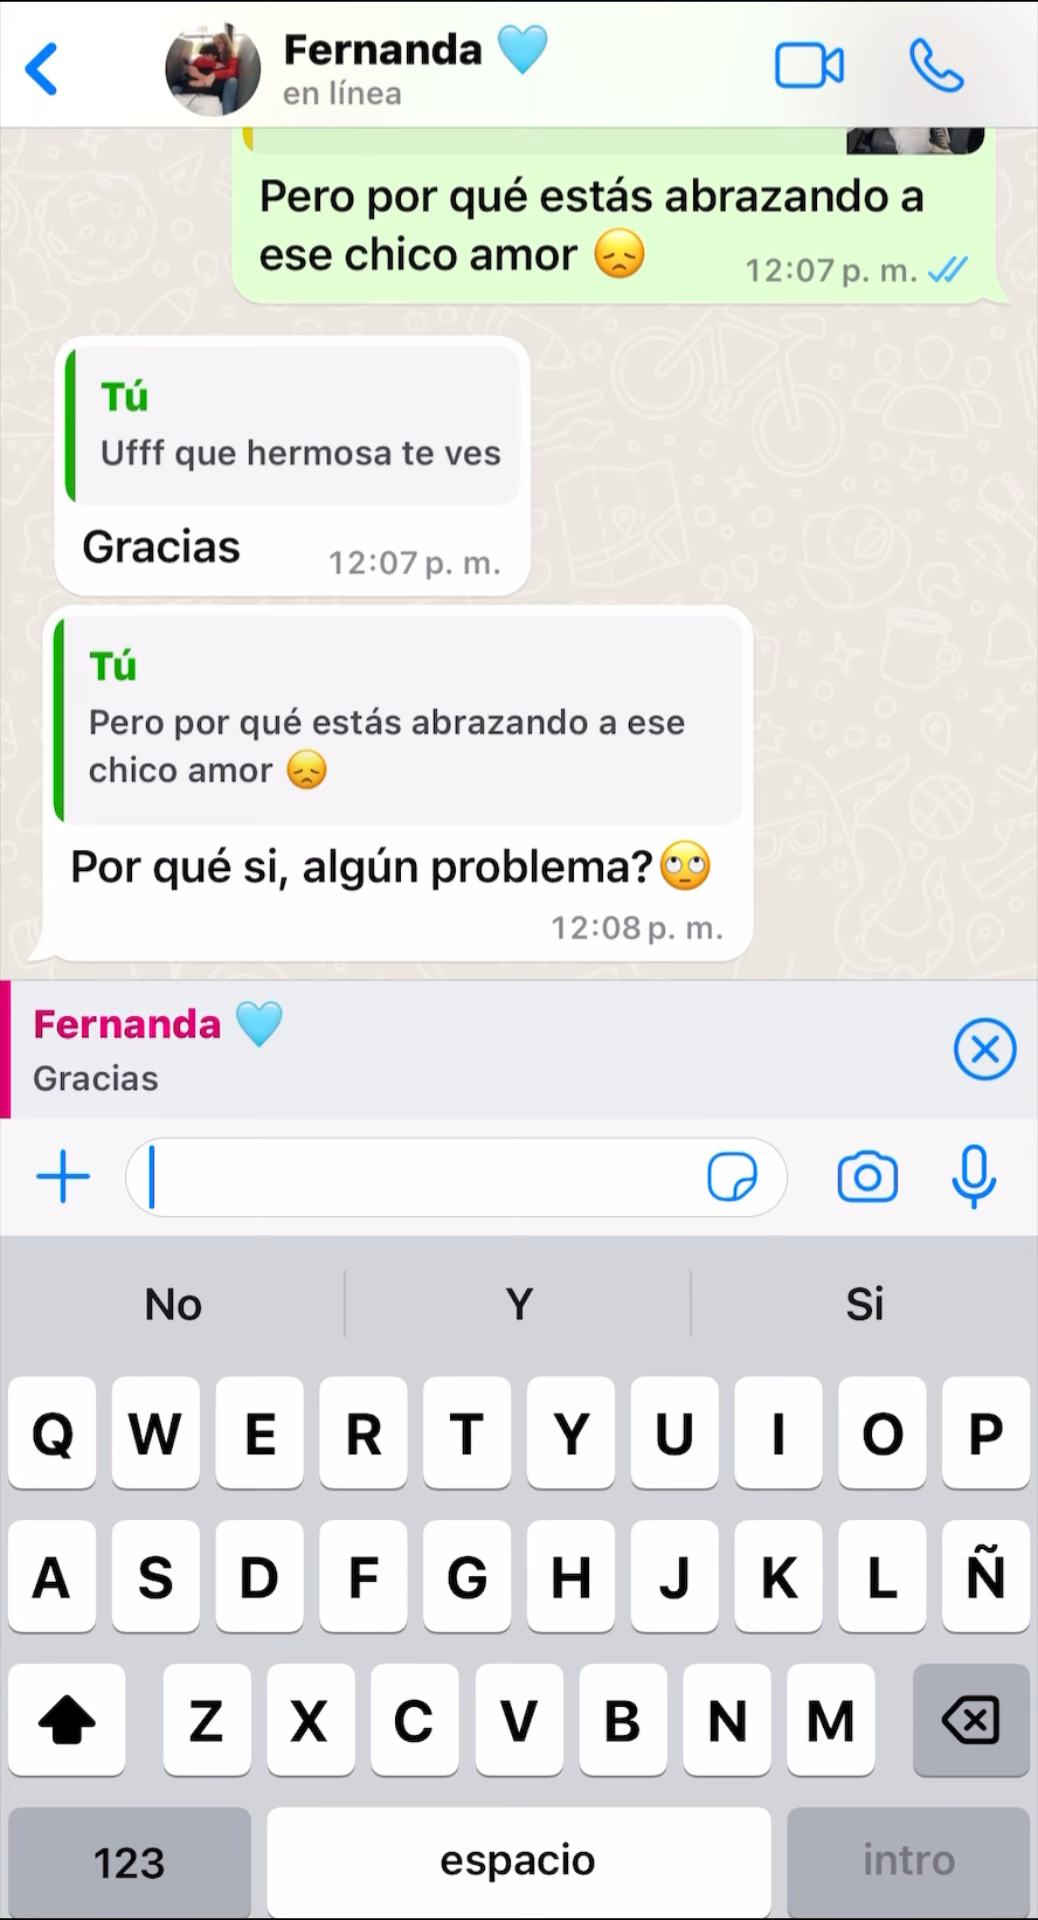 Fernanda 🩵
en línea
Pero por qué estás abrazando a
ese chico amor 😞
12:07 p. m.
Tú
Ufff que hermosa te ves
Gracias
12:07 p. m.
Tú
Pero por qué estás abrazando a ese
chico amor 😞
Por qué si, algún problema?🙄
12:08 p. m.
Fernanda 🩵
Gracias
No Y Si
Q W E R T Y U I O P
A S D F G H J K L Ñ
Z X C V B N M
123 espacio intro